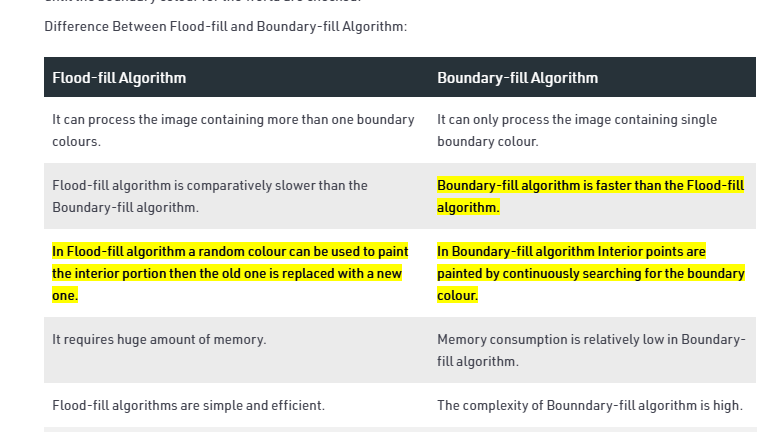 Difference Between Flood-fill and Boundary-fill Algorithm:
Flood-fill Algorithm
Boundary-fill Algorithm
It can process the image containing more than one boundary
colours.
It can only process the image containing single
boundary colour.
Flood-fill algorithm is comparatively slower than the
Boundary-fill algorithm.
Boundary-fill algorithm is faster than the Flood-fill
algorithm.
In Flood-fill algorithm a random colour can be used to paint
the interior portion then the old one is replaced with a new
one.
In Boundary-fill algorithm Interior points are
painted by continuously searching for the boundary
colour.
It requires huge amount of memory.
Memory consumption is relatively low in Boundary-
fill algorithm.
Flood-fill algorithms are simple and efficient.
The complexity of Bounndary-fill algorithm is high.